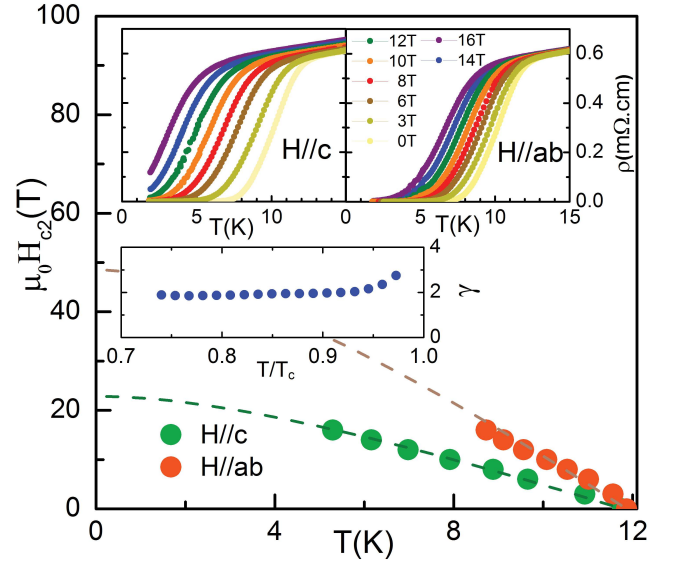 100
80
60
40
20
0
μ₀H_c2(T)
0
4
8
12
T(K)
H//c
H//ab
12T
16T
10T
14T
8T
6T
3T
0T
H//c
H//ab
0
5
10
0
5
10
15
T(K)
T(K)
0.6
0.4
0.2
0.0
ρ(mΩ.cm)
4
2
0
γ
0.7
0.8
0.9
1.0
T/T_c